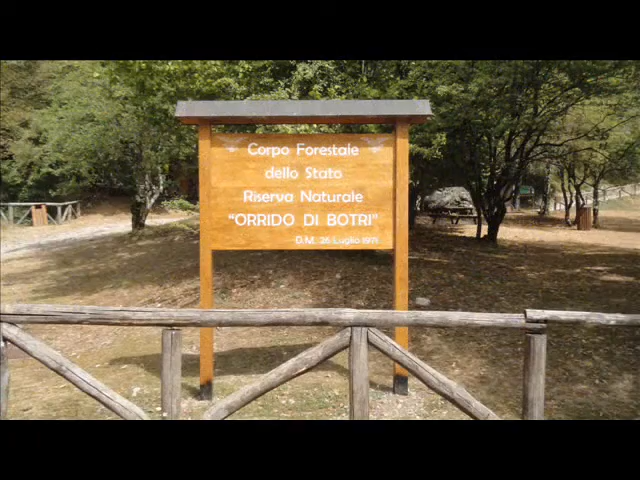 Corpo Forestale
dello Stato
Riserva Naturale
"ORRIDO DI BOTRI"
D.M. 26 Luglio 1971